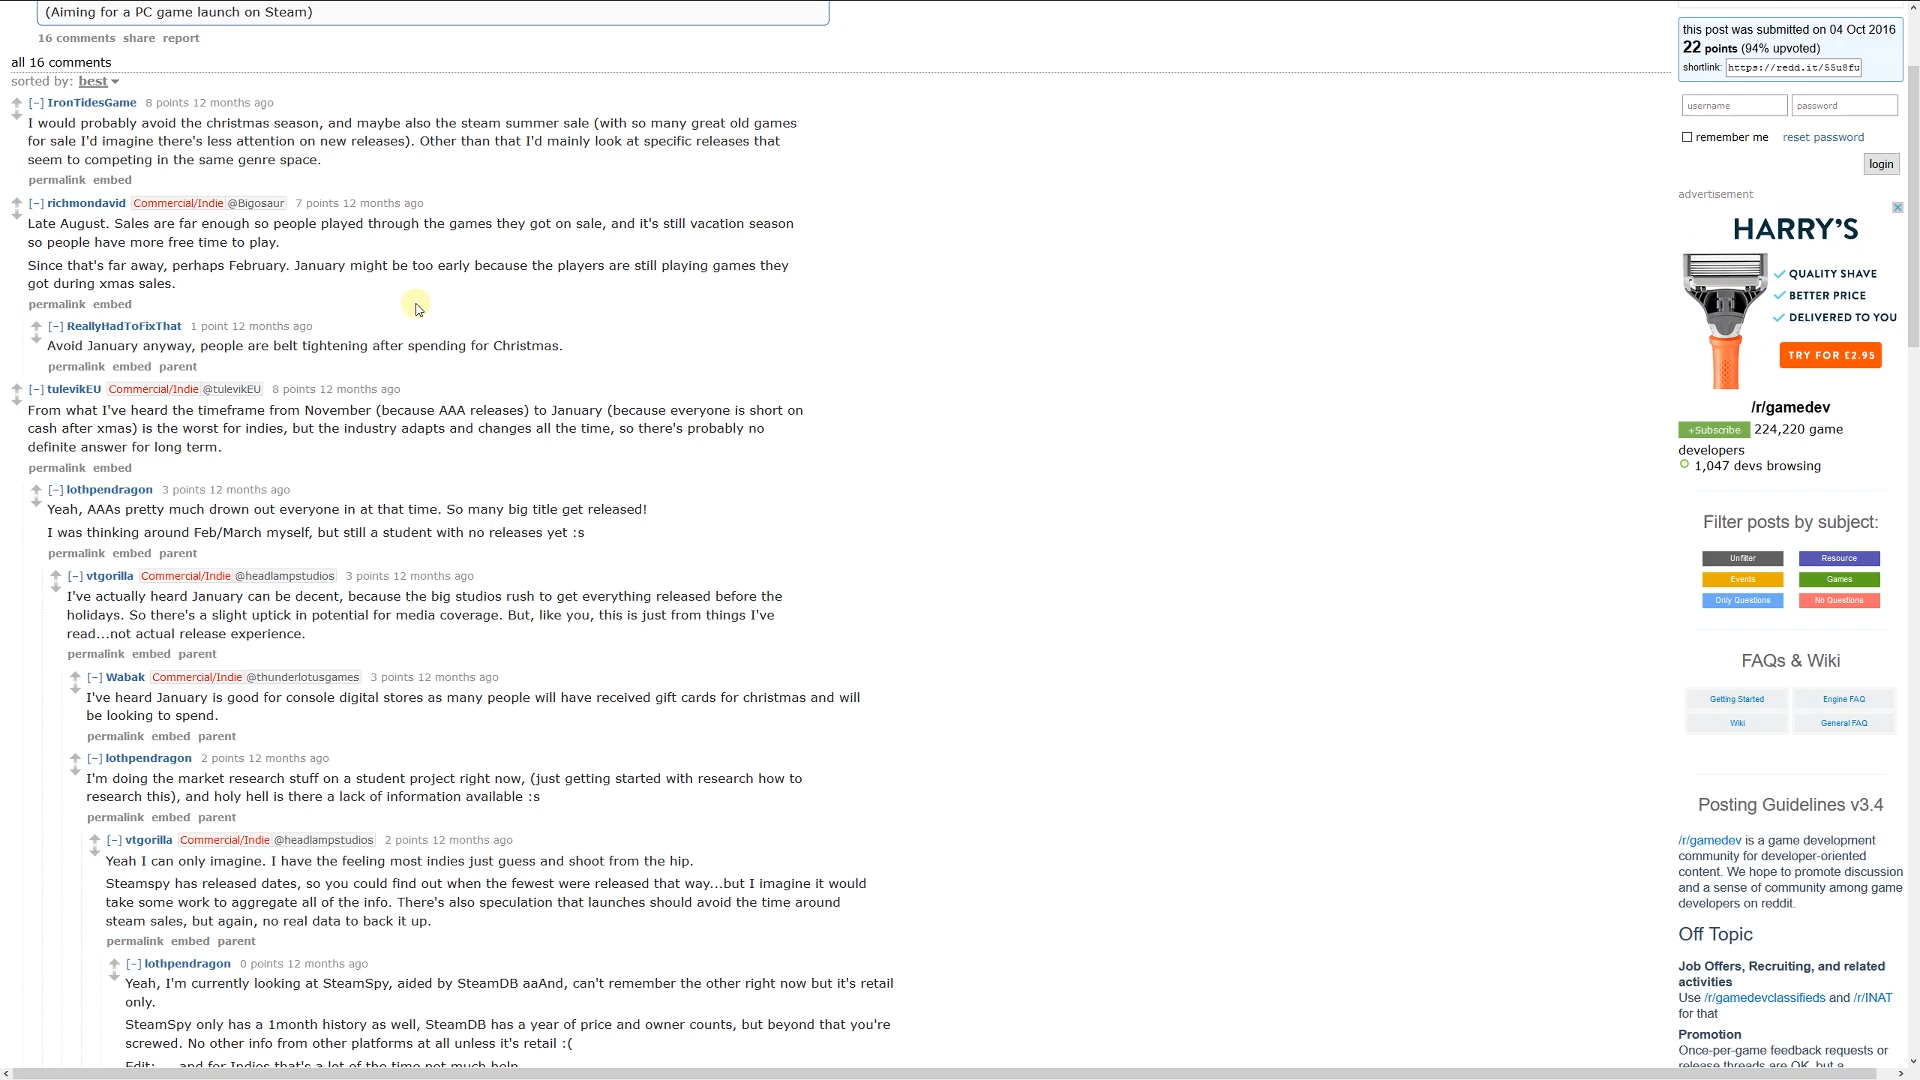 (Aiming for a PC game launch on Steam)
16 comments share report
all 16 comments
sorted by: best
[–] IronTidesGame 8 points 12 months ago
I would probably avoid the christmas season, and maybe also the steam summer sale (with so many great old games
for sale I'd imagine there's less attention on new releases). Other than that I'd mainly look at specific releases that
seem to competing in the same genre space.
permalink embed
[–] richmondavid Commercial/Indie @Bigosaur 7 points 12 months ago
Late August. Sales are far enough so people played through the games they got on sale, and it's still vacation season
so people have more free time to play.
Since that's far away, perhaps February. January might be too early because the players are still playing games they
got during xmas sales.
permalink embed
[–] ReallyHadToFixThat 1 point 12 months ago
Avoid January anyway, people are belt tightening after spending for Christmas.
permalink embed parent
[–] tulevikEU Commercial/Indie @tulevikEU 8 points 12 months ago
From what I've heard the timeframe from November (because AAA releases) to January (because everyone is short on
cash after xmas) is the worst for indies, but the industry adapts and changes all the time, so there's probably no
definite answer for long term.
permalink embed
[–] lothpendragon 3 points 12 months ago
Yeah, AAAs pretty much drown out everyone in at that time. So many big title get released!
I was thinking around Feb/March myself, but still a student with no releases yet :s
permalink embed parent
[–] vtgorilla Commercial/Indie @headlampstudios 3 points 12 months ago
I've actually heard January can be decent, because the big studios rush to get everything released before the
holidays. So there's a slight uptick in potential for media coverage. But, like you, this is just from things I've
read...not actual release experience.
permalink embed parent
[–] Wabak Commercial/Indie @thunderlotusgames 3 points 12 months ago
I've heard January is good for console digital stores as many people will have received gift cards for christmas and will
be looking to spend.
permalink embed parent
[–] lothpendragon 2 points 12 months ago
I'm doing the market research stuff on a student project right now, (just getting started with research how to
research this), and holy hell is there a lack of information available :s
permalink embed parent
[–] vtgorilla Commercial/Indie @headlampstudios 2 points 12 months ago
Yeah I can only imagine. I have the feeling most indies just guess and shoot from the hip.
Steamspy has released dates, so you could find out when the fewest were released that way...but I imagine it would
take some work to aggregate all of the info. There's also speculation that launches should avoid the time around
steam sales, but again, no real data to back it up.
permalink embed parent
[–] lothpendragon 0 points 12 months ago
Yeah, I'm currently looking at SteamSpy, aided by SteamDB aaAnd, can't remember the other right now but it's retail
only.
SteamSpy only has a 1month history as well, SteamDB has a year of price and owner counts, but beyond that you're
screwed. No other info from other platforms at all unless it's retail :(
Edit: ... and for Indies that's a lot of the time not much help
this post was submitted on 04 Oct 2016
22 points (94% upvoted)
shortlink: https://redd.it/55u8fu
username password
remember me reset password
login
advertisement
HARRY'S
QUALITY SHAVE
BETTER PRICE
DELIVERED TO YOU
TRY FOR £2.95
/r/gamedev
+Subscribe 224,220 game
developers
1,047 devs browsing
Filter posts by subject:
Unfilter Resource
Events Games
Only Questions No Questions
FAQs & Wiki
Getting Started Engine FAQ
Wiki General FAQ
Posting Guidelines v3.4
/r/gamedev is a game development
community for developer-oriented
content. We hope to promote discussion
and a sense of community among game
developers on reddit.
Off Topic
Job Offers, Recruiting, and related
activities
Use /r/gamedevclassifieds and /r/INAT
for that
Promotion
Once-per-game feedback requests or
release threads are OK, but a